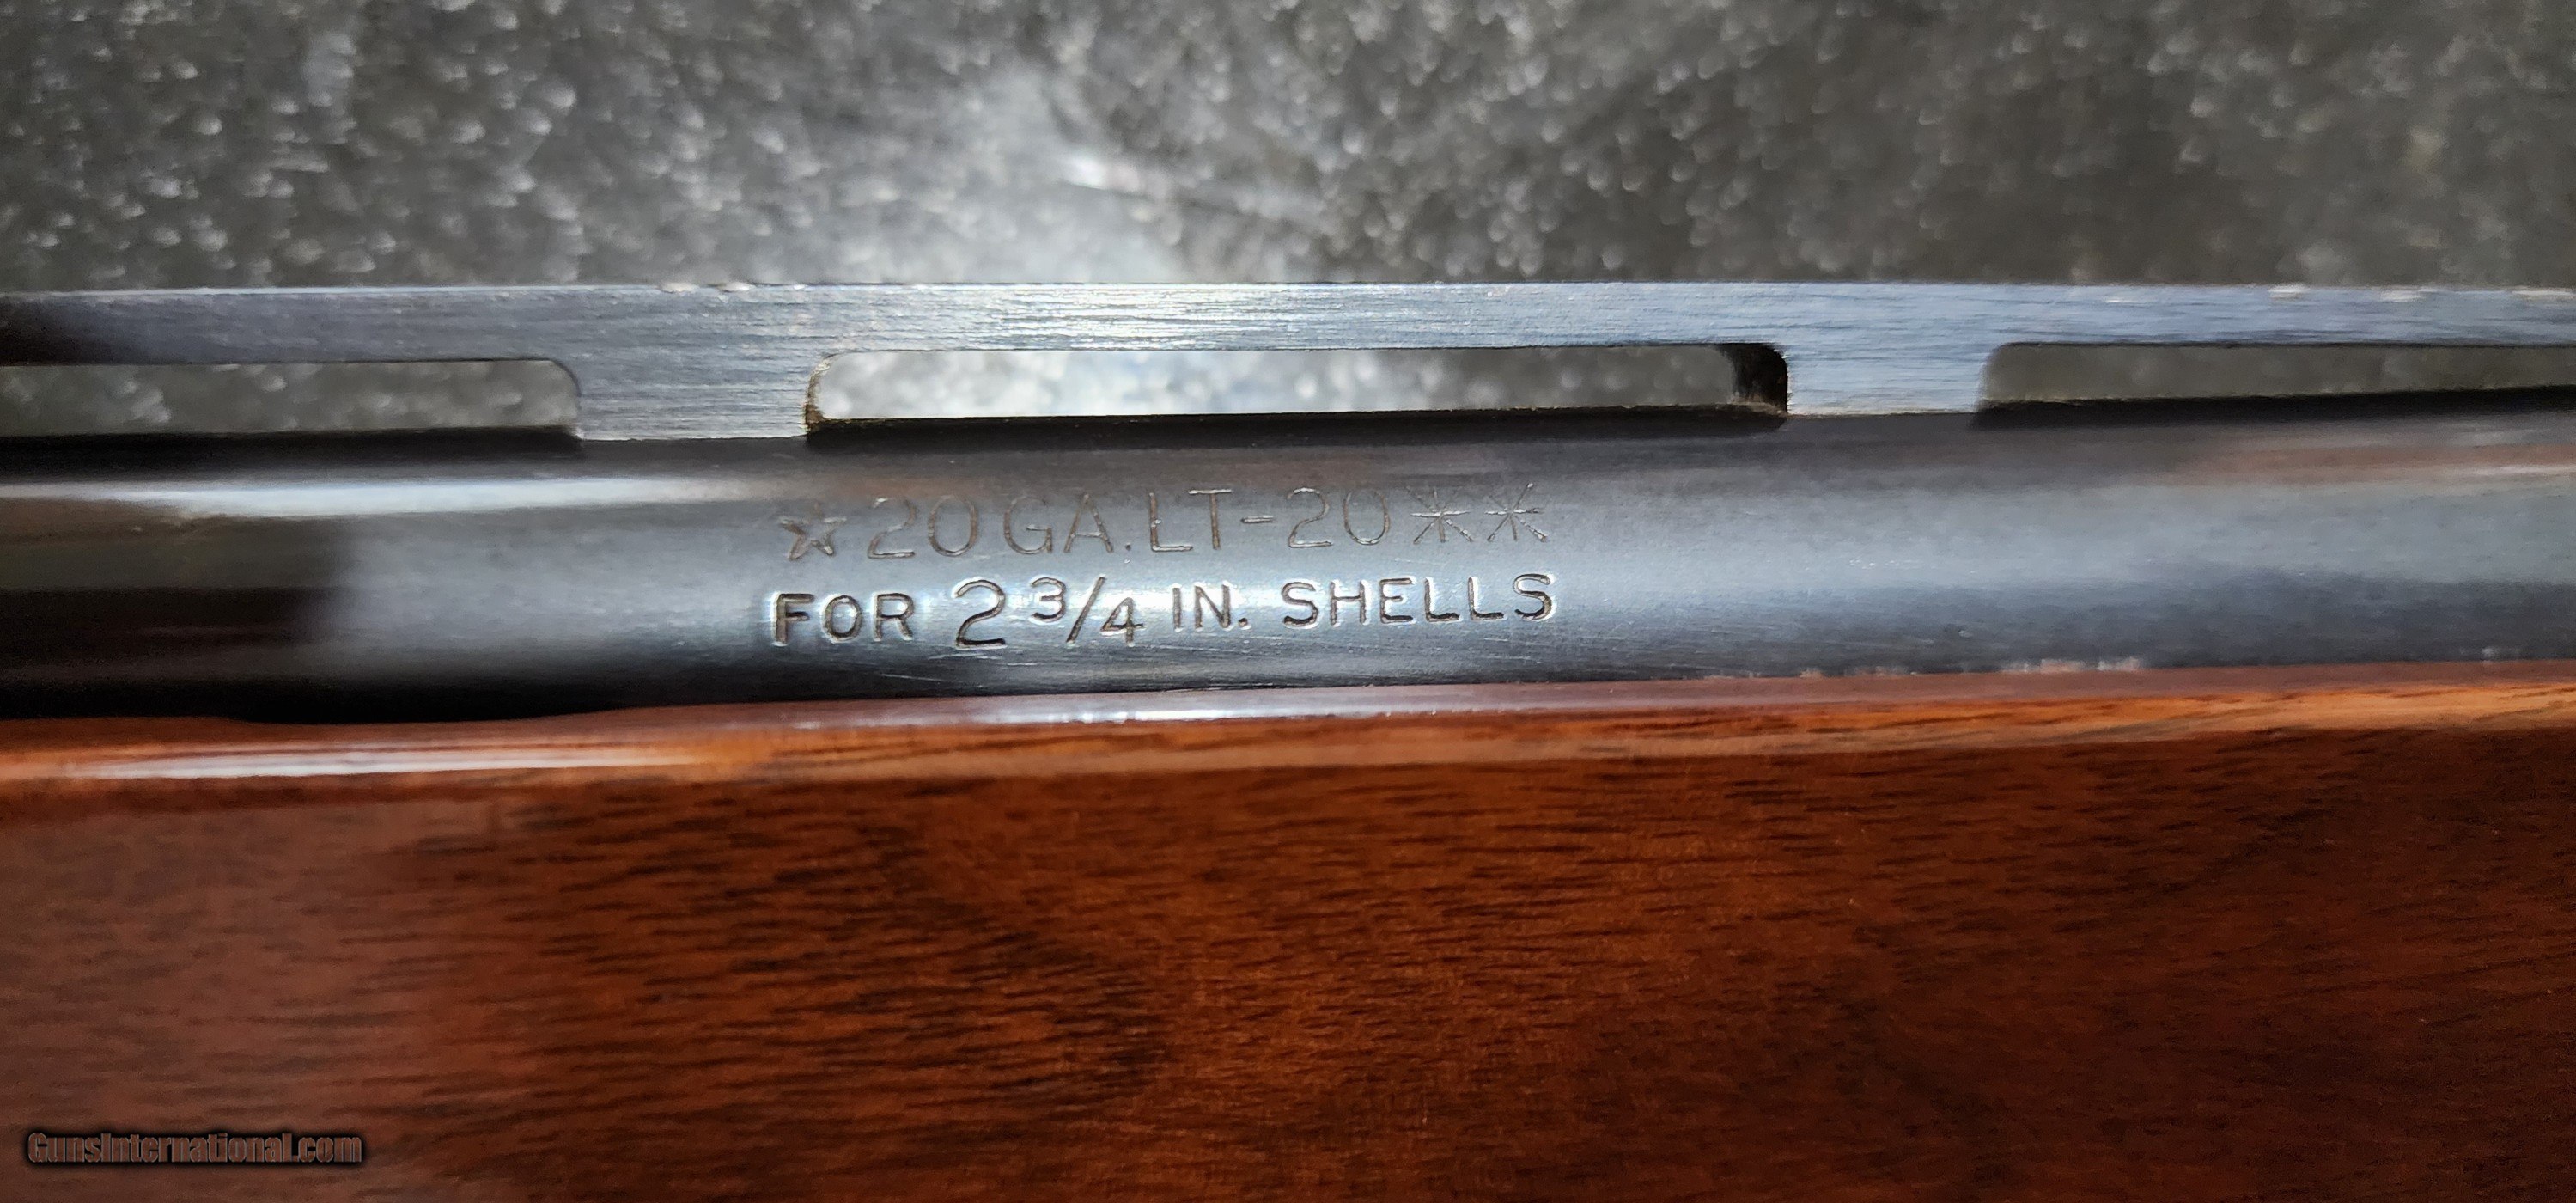 ☆20 GA. LT-20✳✳
FOR 2 3/4 IN. SHELLS
GunsInternational.com